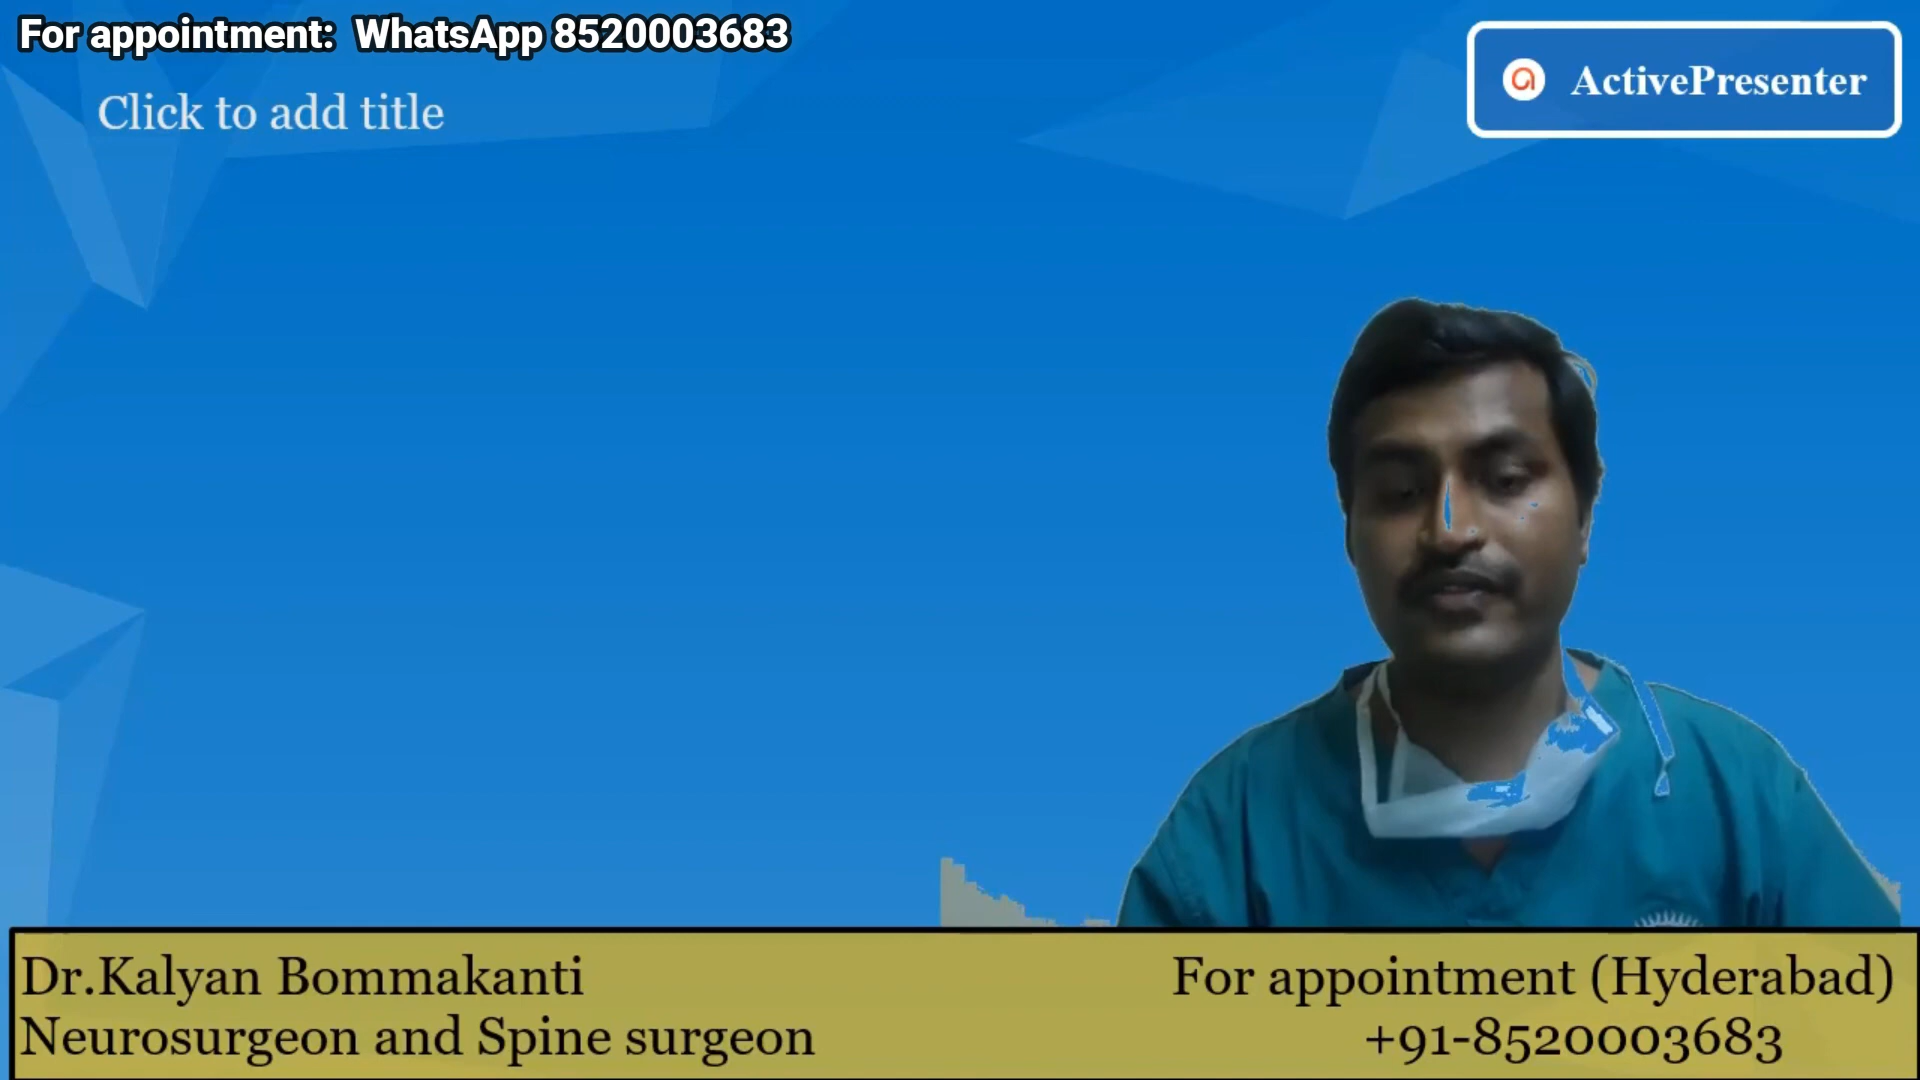 For appointment:  WhatsApp 8520003683
ActivePresenter
Click to add title
Dr.Kalyan Bommakanti
Neurosurgeon and Spine surgeon
For appointment (Hyderabad)
+91-8520003683